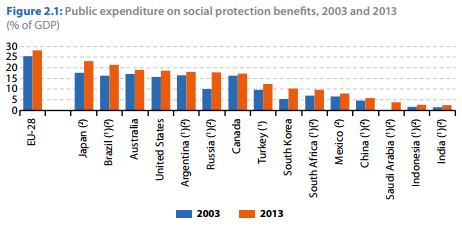 Figure 2.1: Public expenditure on social protection benefits, 2003 and 2013
(% of GDP)
30
25
20
15
10
5
0
EU-28
Japan (²)
Brazil (¹)(²)
Australia
United States
Argentina (¹)(²)
Russia (¹)(²)
Canada
Turkey (¹)
South Korea
South Africa (¹)(²)
Mexico (²)
China (¹)(²)
Saudi Arabia (¹)(²)
Indonesia (¹)(²)
India (¹)(²)
2003
2013